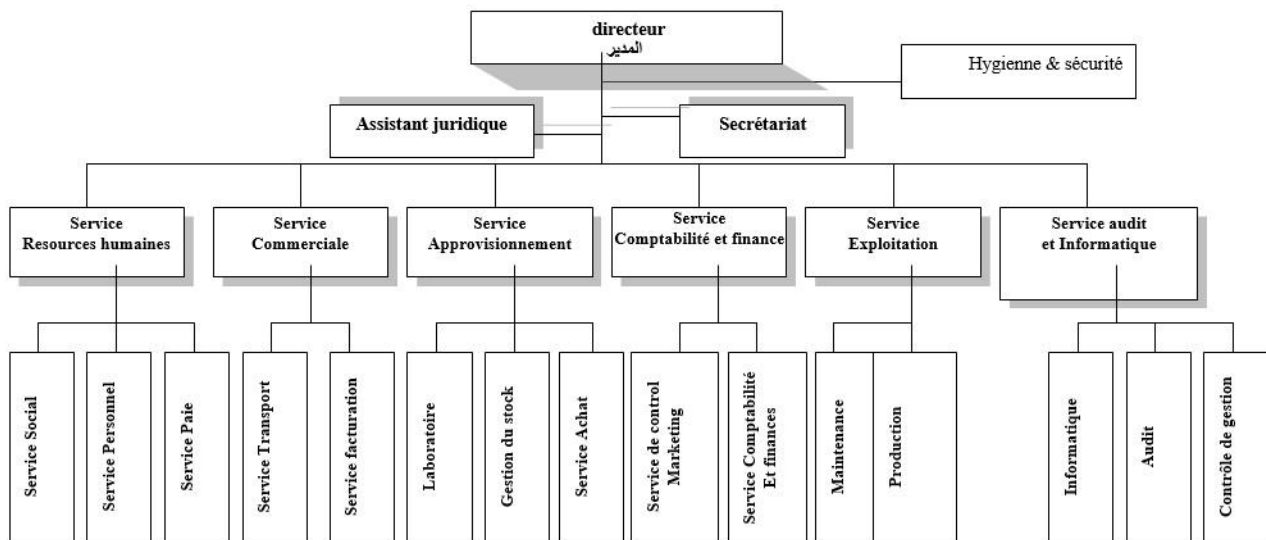 directeur
المدير
Hygienne & sécurité
Assistant juridique
Secrétariat
Service
Resources humaines
Service
Commerciale
Service
Approvisionnement
Service
Comptabilité et finance
Service
Exploitation
Service audit
et Informatique
Service Social
Service Personnel
Service Paie
Service Transport
Service facturation
Laboratoire
Gestion du stock
Service Achat
Service de control
Marketing
Service Comptabilité
Et finances
Maintenance
Production
Informatique
Audit
Contrôle de gestion